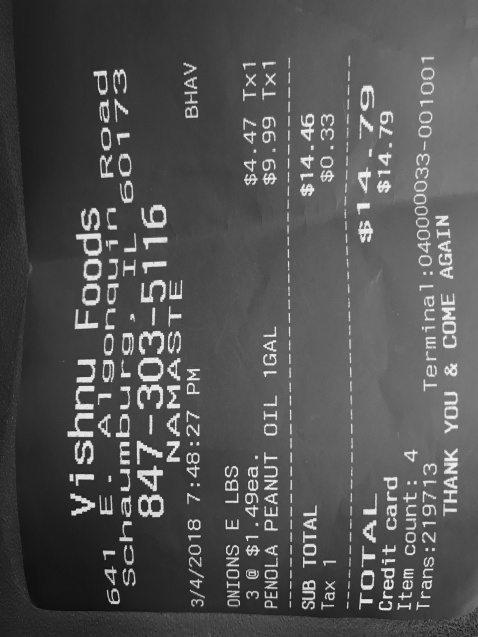 Vishnu Foods
641 E. Algonquin Road
Schaumburg, IL 60173
847-303-5116
NAMASTE
3/4/2018 7:48:27 PM BHAV
ONIONS E LBS
3 @ $1.49ea. $4.47 Tx1
PENOLA PEANUT OIL 1GAL $9.99 Tx1
SUB TOTAL $14.46
Tax 1 $0.33
TOTAL $14.79
Credit card $14.79
Item count: 4
Trans:219713 Terminal:040000033-001001
THANK YOU & COME AGAIN